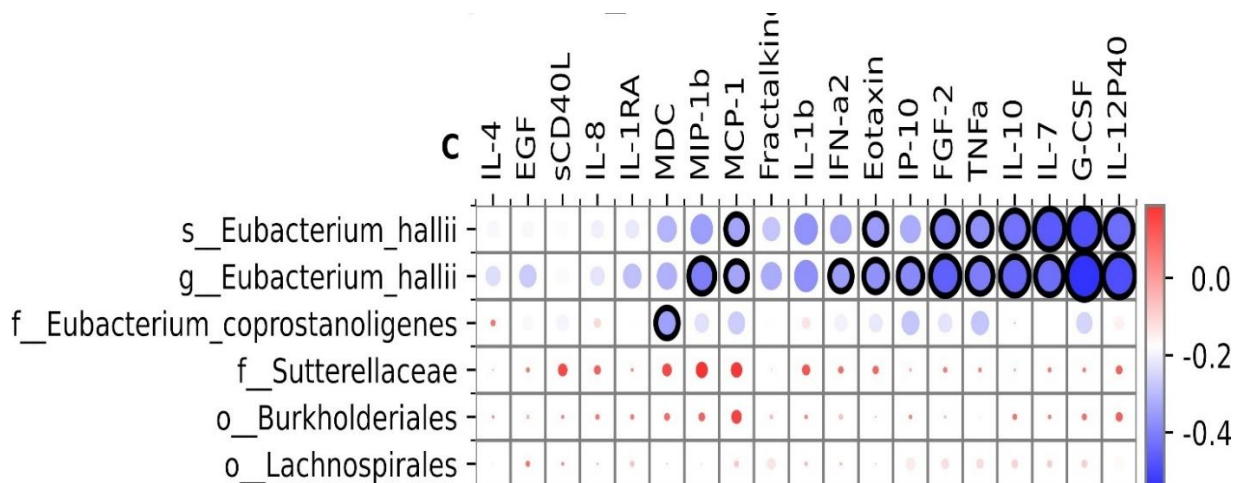 C
IL-4
EGF
sCD40L
IL-8
IL-1RA
MDC
MIP-1b
MCP-1
Fractalkine
IL-1b
IFN-a2
Eotaxin
IP-10
FGF-2
TNFa
IL-10
IL-7
G-CSF
IL-12P40
s__Eubacterium_hallii
g__Eubacterium_hallii
f__Eubacterium_coprostanoligenes
f__Sutterellaceae
o__Burkholderiales
o__Lachnospirales
0.0
-0.2
-0.4